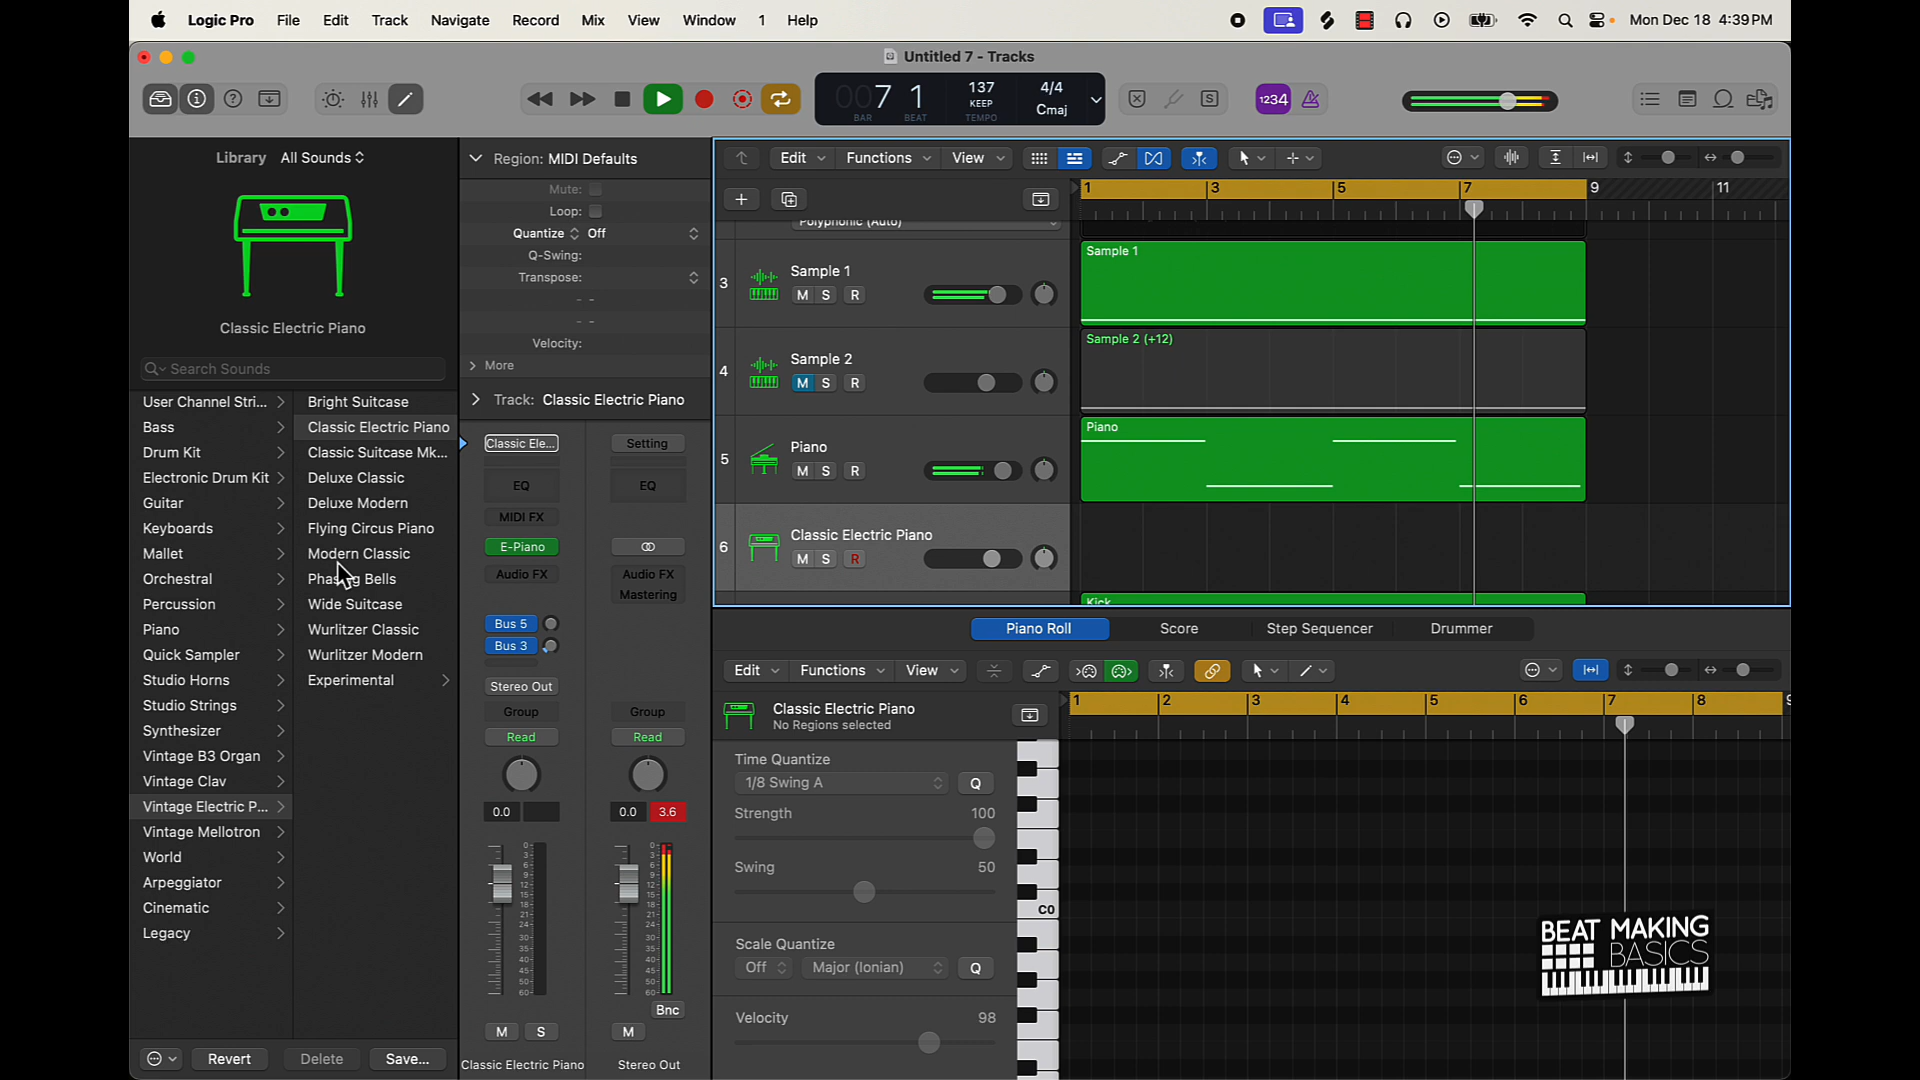 Logic Pro File Edit Track Navigate Record Mix View Window 1 Help
Mon Dec 18 4:39 PM
Untitled 7 - Tracks
007 1
BAR BEAT
137
KEEP
TEMPO
4/4
Cmaj
1234
Library All Sounds
Classic Electric Piano
Search Sounds
User Channel Stri...
Bass
Drum Kit
Electronic Drum Kit
Guitar
Keyboards
Mallet
Orchestral
Percussion
Piano
Quick Sampler
Studio Horns
Studio Strings
Synthesizer
Vintage B3 Organ
Vintage Clav
Vintage Electric P...
Vintage Mellotron
World
Arpeggiator
Cinematic
Legacy
Bright Suitcase
Classic Electric Piano
Classic Suitcase Mk...
Deluxe Classic
Deluxe Modern
Flying Circus Piano
Modern Classic
Phasing Bells
Wide Suitcase
Wurlitzer Classic
Wurlitzer Modern
Experimental
Revert Delete Save...
Region: MIDI Defaults
Mute:
Loop:
Quantize Off
Q-Swing:
Transpose:
Velocity:
More
Track: Classic Electric Piano
Classic Ele...
EQ
MIDI FX
E-Piano
Audio FX
Bus 5
Bus 3
Stereo Out
Group
Read
0.0
M S
Classic Electric Piano
Setting
EQ
Audio FX
Mastering
Group
Read
0.0 3.6
Bnc
M
Stereo Out
Edit Functions View
1 3 5 7 9 11
Polyphonic (Auto)
3 Sample 1
M S R
Sample 1
4 Sample 2
M S R
Sample 2 (+12)
5 Piano
M S R
Piano
6 Classic Electric Piano
M S R
Kick
Piano Roll Score Step Sequencer Drummer
Edit Functions View
1 2 3 4 5 6 7 8 9
Classic Electric Piano
No Regions selected
Time Quantize
1/8 Swing A Q
Strength 100
Swing 50
Scale Quantize
Off Major (Ionian) Q
Velocity 98
C0
BEAT MAKING
BASICS